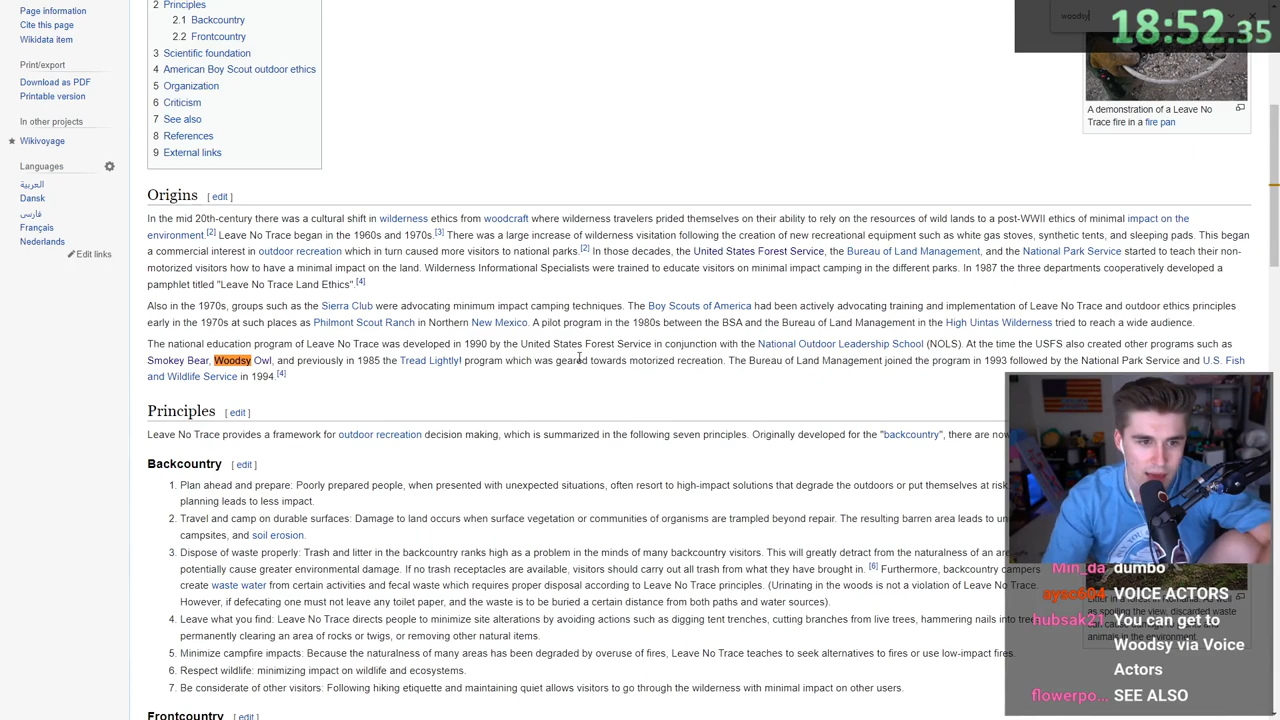 Page information
Cite this page
Wikidata item
Print/export
Download as PDF
Printable version
In other projects
Wikivoyage
Languages
العربية
Dansk
فارسی
Français
Nederlands
Edit links
2 Principles
2.1 Backcountry
2.2 Frontcountry
3 Scientific foundation
4 American Boy Scout outdoor ethics
5 Organization
6 Criticism
7 See also
8 References
9 External links
woodsy
18:52.35
A demonstration of a Leave No
Trace fire in a fire pan
Origins [ edit ]
In the mid 20th-century there was a cultural shift in wilderness ethics from woodcraft where wilderness travelers prided themselves on their ability to rely on the resources of wild lands to a post-WWII ethics of minimal impact on the
environment.[2] Leave No Trace began in the 1960s and 1970s.[3] There was a large increase of wilderness visitation following the creation of new recreational equipment such as white gas stoves, synthetic tents, and sleeping pads. This began
a commercial interest in outdoor recreation which in turn caused more visitors to national parks.[2] In those decades, the United States Forest Service, the Bureau of Land Management, and the National Park Service started to teach their non-
motorized visitors how to have a minimal impact on the land. Wilderness Informational Specialists were trained to educate visitors on minimal impact camping in the different parks. In 1987 the three departments cooperatively developed a
pamphlet titled "Leave No Trace Land Ethics".[4]
Also in the 1970s, groups such as the Sierra Club were advocating minimum impact camping techniques. The Boy Scouts of America had been actively advocating training and implementation of Leave No Trace and outdoor ethics principles
early in the 1970s at such places as Philmont Scout Ranch in Northern New Mexico. A pilot program in the 1980s between the BSA and the Bureau of Land Management in the High Uintas Wilderness tried to reach a wide audience.
The national education program of Leave No Trace was developed in 1990 by the United States Forest Service in conjunction with the National Outdoor Leadership School (NOLS). At the time the USFS also created other programs such as
Smokey Bear, Woodsy Owl, and previously in 1985 the Tread Lightly! program which was geared towards motorized recreation. The Bureau of Land Management joined the program in 1993 followed by the National Park Service and U.S. Fish
and Wildlife Service in 1994.[4]
Principles [ edit ]
Leave No Trace provides a framework for outdoor recreation decision making, which is summarized in the following seven principles. Originally developed for the "backcountry", there are now
Backcountry [ edit ]
1. Plan ahead and prepare: Poorly prepared people, when presented with unexpected situations, often resort to high-impact solutions that degrade the outdoors or put themselves at risk
planning leads to less impact.
2. Travel and camp on durable surfaces: Damage to land occurs when surface vegetation or communities of organisms are trampled beyond repair. The resulting barren area leads to
campsites, and soil erosion.
3. Dispose of waste properly: Trash and litter in the backcountry ranks high as a problem in the minds of many backcountry visitors. This will greatly detract from the naturalness of an
potentially cause greater environmental damage. If no trash receptacles are available, visitors should carry out all trash from what they have brought in. [6] Furthermore, backcountry campers
create waste water from certain activities and fecal waste which requires proper disposal according to Leave No Trace principles. (Urinating in the woods is not a violation of Leave No Trace.
However, if defecating one must not leave any toilet paper, and the waste is to be buried a certain distance from both paths and water sources).
4. Leave what you find: Leave No Trace directs people to minimize site alterations by avoiding actions such as digging tent trenches, cutting branches from live trees, hammering nails into
permanently clearing an area of rocks or twigs, or removing other natural items.
5. Minimize campfire impacts: Because the naturalness of many areas has been degraded by overuse of fires, Leave No Trace teaches to seek alternatives to fires or use low-impact fires.
6. Respect wildlife: minimizing impact on wildlife and ecosystems.
7. Be considerate of other visitors: Following hiking etiquette and maintaining quiet allows visitors to go through the wilderness with minimal impact on other users.
Frontcountry [ edit ]
Min_da dumbo
aysc604 VOICE ACTORS
hubsak21 You can get to
Woodsy via Voice
Actors
flowerpo... SEE ALSO